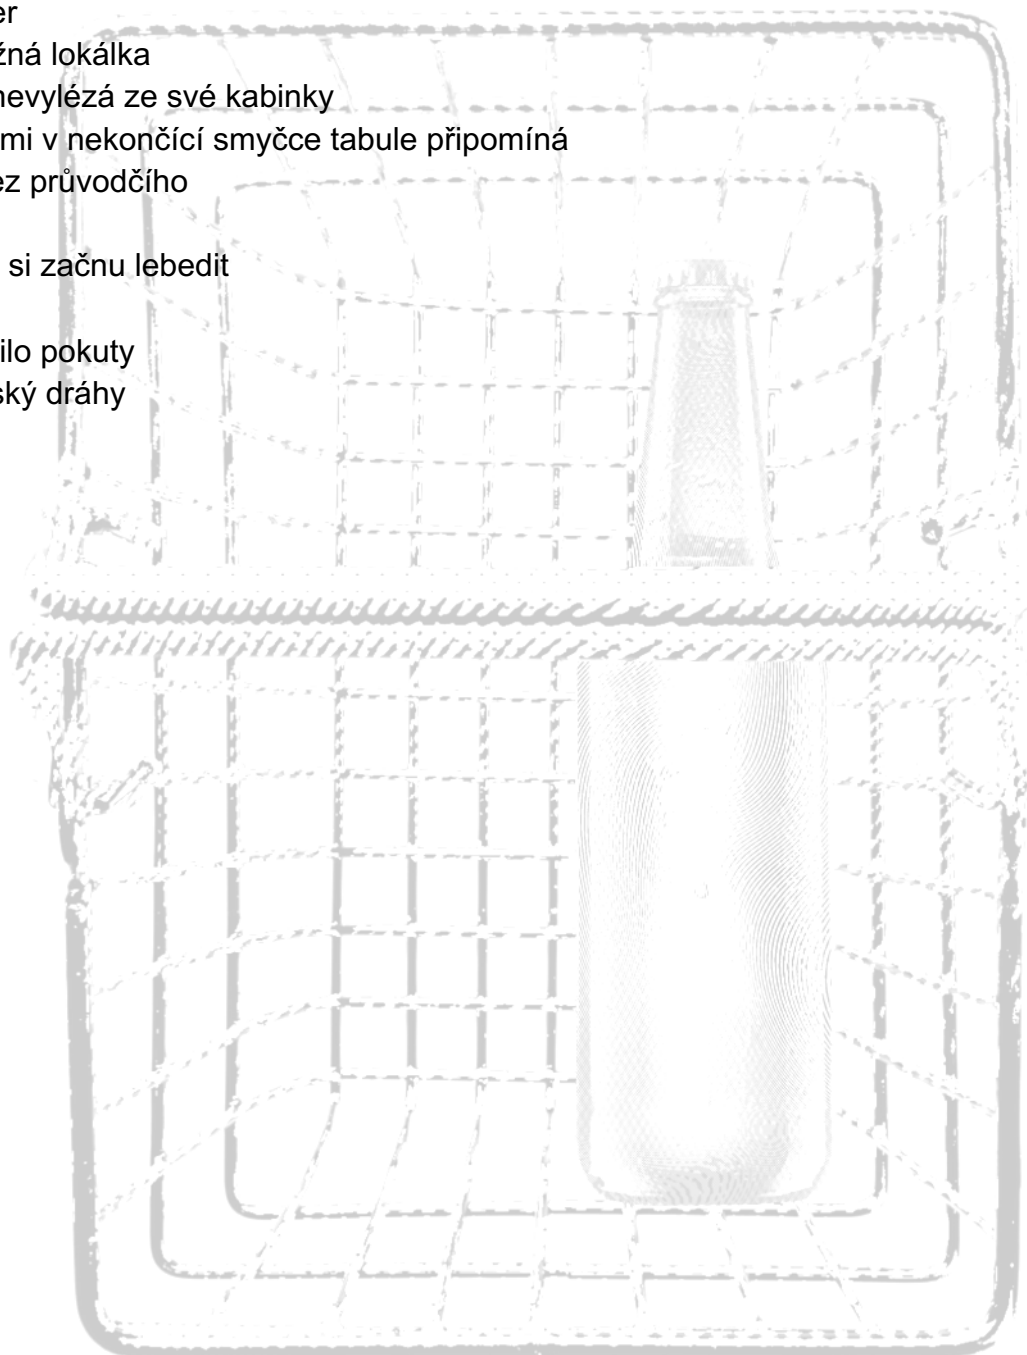 er
žná lokálka
nevylézá ze své kabinky
mi v nekončící smyčce tabule připomíná
ez průvodčího
si začnu lebedit
ilo pokuty
ský dráhy